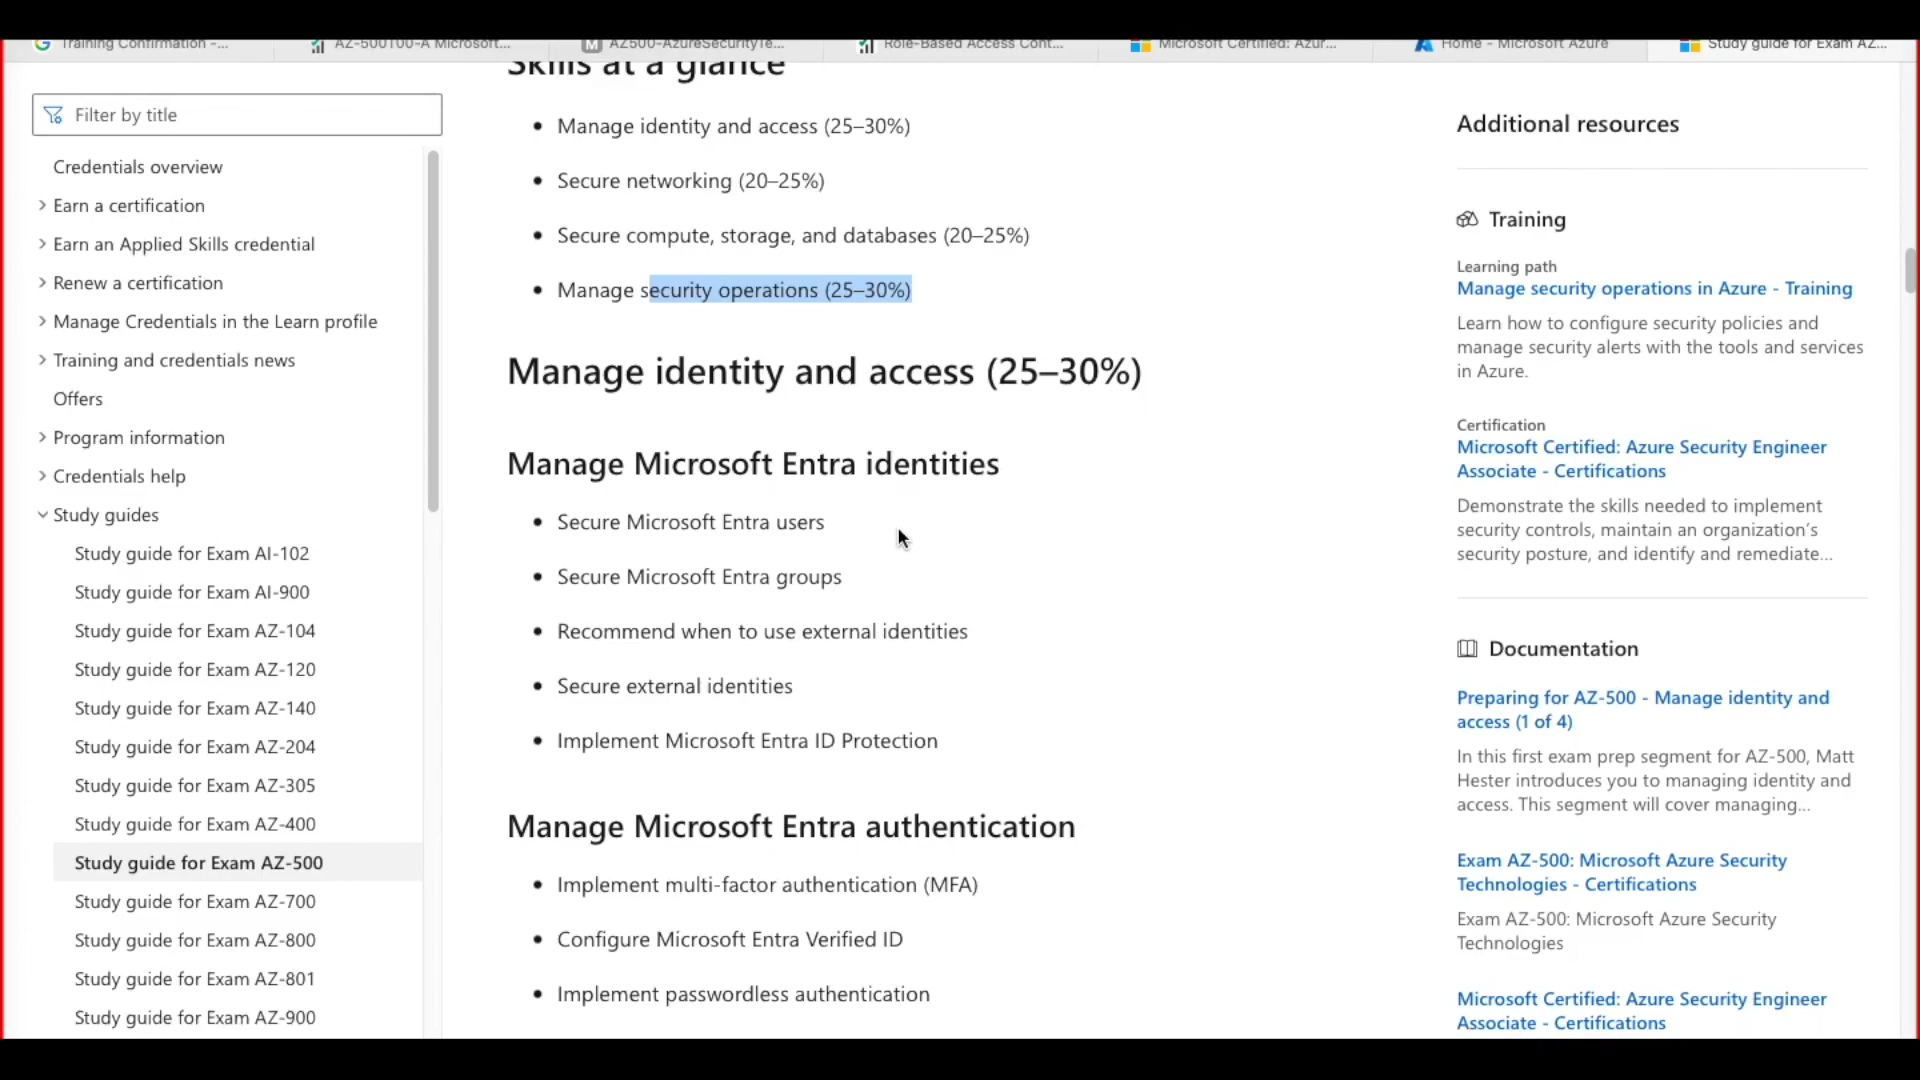 Training Confirmation -...
AZ-500T00-A Microsoft...
AZ500-AzureSecurityTe...
Role-Based Access Cont...
Microsoft Certified: Azur...
Home - Microsoft Azure
Study guide for Exam AZ...
Filter by title
Credentials overview
Earn a certification
Earn an Applied Skills credential
Renew a certification
Manage Credentials in the Learn profile
Training and credentials news
Offers
Program information
Credentials help
Study guides
Study guide for Exam AI-102
Study guide for Exam AI-900
Study guide for Exam AZ-104
Study guide for Exam AZ-120
Study guide for Exam AZ-140
Study guide for Exam AZ-204
Study guide for Exam AZ-305
Study guide for Exam AZ-400
Study guide for Exam AZ-500
Study guide for Exam AZ-700
Study guide for Exam AZ-800
Study guide for Exam AZ-801
Study guide for Exam AZ-900
Skills at a glance
• Manage identity and access (25–30%)
• Secure networking (20–25%)
• Secure compute, storage, and databases (20–25%)
• Manage security operations (25–30%)
Manage identity and access (25–30%)
Manage Microsoft Entra identities
• Secure Microsoft Entra users
• Secure Microsoft Entra groups
• Recommend when to use external identities
• Secure external identities
• Implement Microsoft Entra ID Protection
Manage Microsoft Entra authentication
• Implement multi-factor authentication (MFA)
• Configure Microsoft Entra Verified ID
• Implement passwordless authentication
Additional resources
Training
Learning path
Manage security operations in Azure - Training
Learn how to configure security policies and
manage security alerts with the tools and services
in Azure.
Certification
Microsoft Certified: Azure Security Engineer
Associate - Certifications
Demonstrate the skills needed to implement
security controls, maintain an organization's
security posture, and identify and remediate...
Documentation
Preparing for AZ-500 - Manage identity and
access (1 of 4)
In this first exam prep segment for AZ-500, Matt
Hester introduces you to managing identity and
access. This segment will cover managing...
Exam AZ-500: Microsoft Azure Security
Technologies - Certifications
Exam AZ-500: Microsoft Azure Security
Technologies
Microsoft Certified: Azure Security Engineer
Associate - Certifications